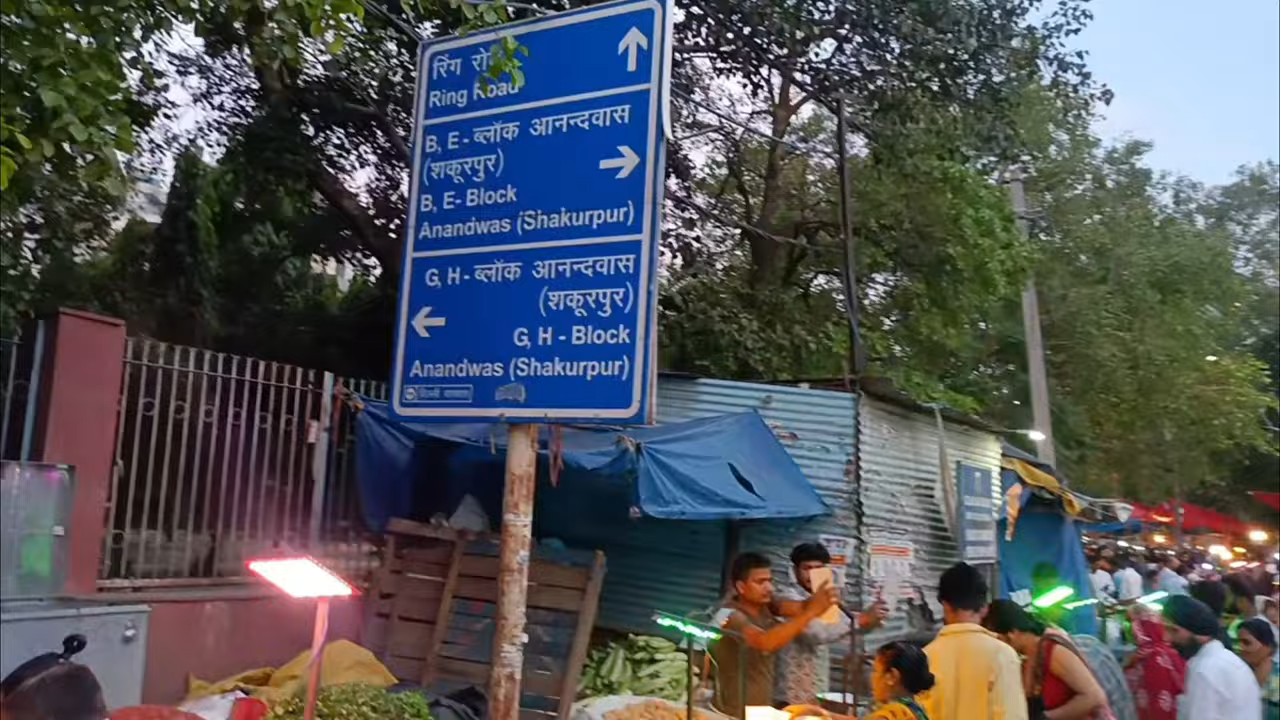 रिंग रो
Ring Road
B, E - ब्लॉक आनन्दवास
(शकूरपुर)
B, E- Block
Anandwas (Shakurpur)
G, H - ब्लॉक आनन्दवास
(शकूरपुर)
G, H - Block
Anandwas (Shakurpur)